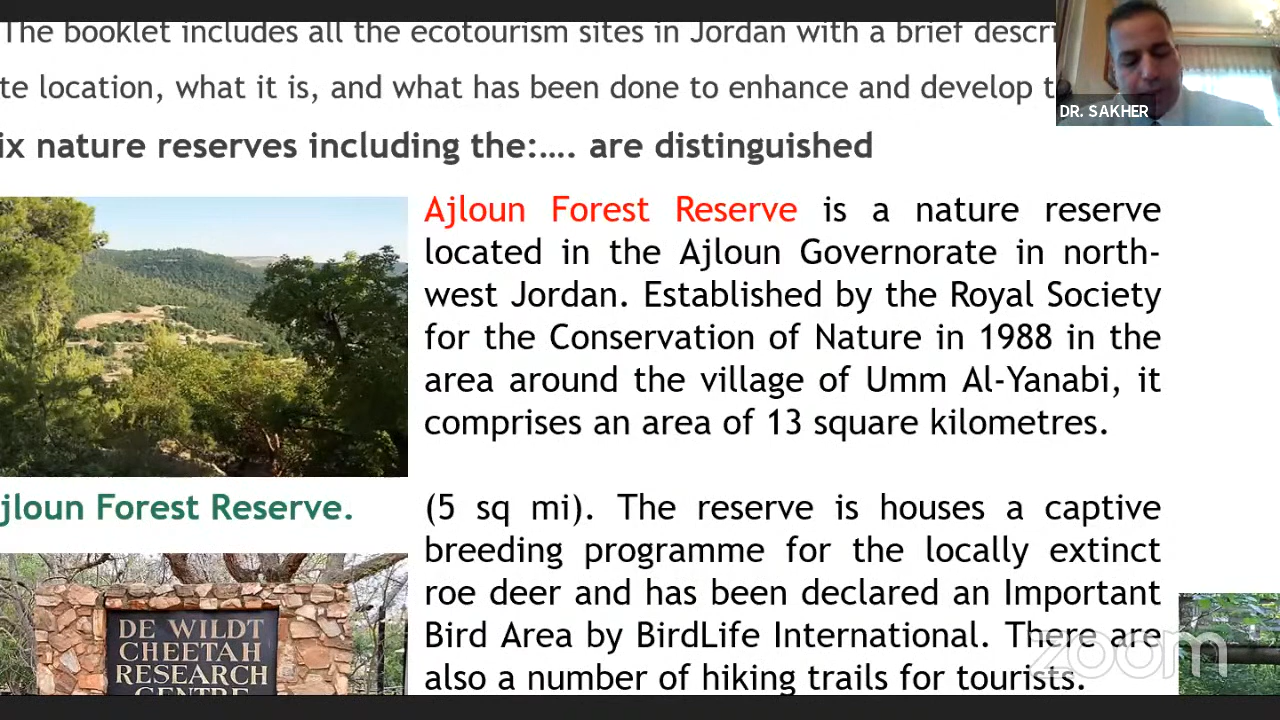 The booklet includes all the ecotourism sites in Jordan with a brief descri
te location, what it is, and what has been done to enhance and develop t
DR. SAKHER
ix nature reserves including the:…. are distinguished
Ajloun Forest Reserve is a nature reserve
located in the Ajloun Governorate in north-
west Jordan. Established by the Royal Society
for the Conservation of Nature in 1988 in the
area around the village of Umm Al-Yanabi, it
comprises an area of 13 square kilometres.
jloun Forest Reserve.
(5 sq mi). The reserve is houses a captive
breeding programme for the locally extinct
roe deer and has been declared an Important
Bird Area by BirdLife International. There are
also a number of hiking trails for tourists.
DE WILDT
CHEETAH
RESEARCH
CENTRE
zoom